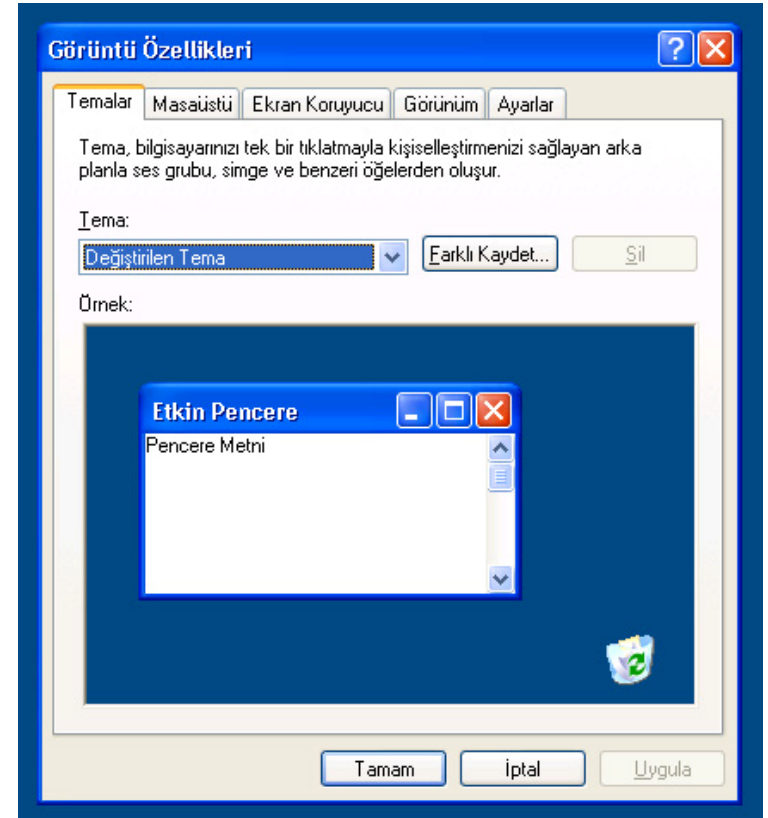 Görüntü Özellikleri
Temalar Masaüstü Ekran Koruyucu Görünüm Ayarlar
Tema, bilgisayarınızı tek bir tıklatmayla kişiselleştirmenizi sağlayan arka
planla ses grubu, simge ve benzeri öğelerden oluşur.
Tema:
Değiştirilen Tema Farklı Kaydet... Sil
Örnek:
Etkin Pencere
Pencere Metni
Tamam İptal Uygula